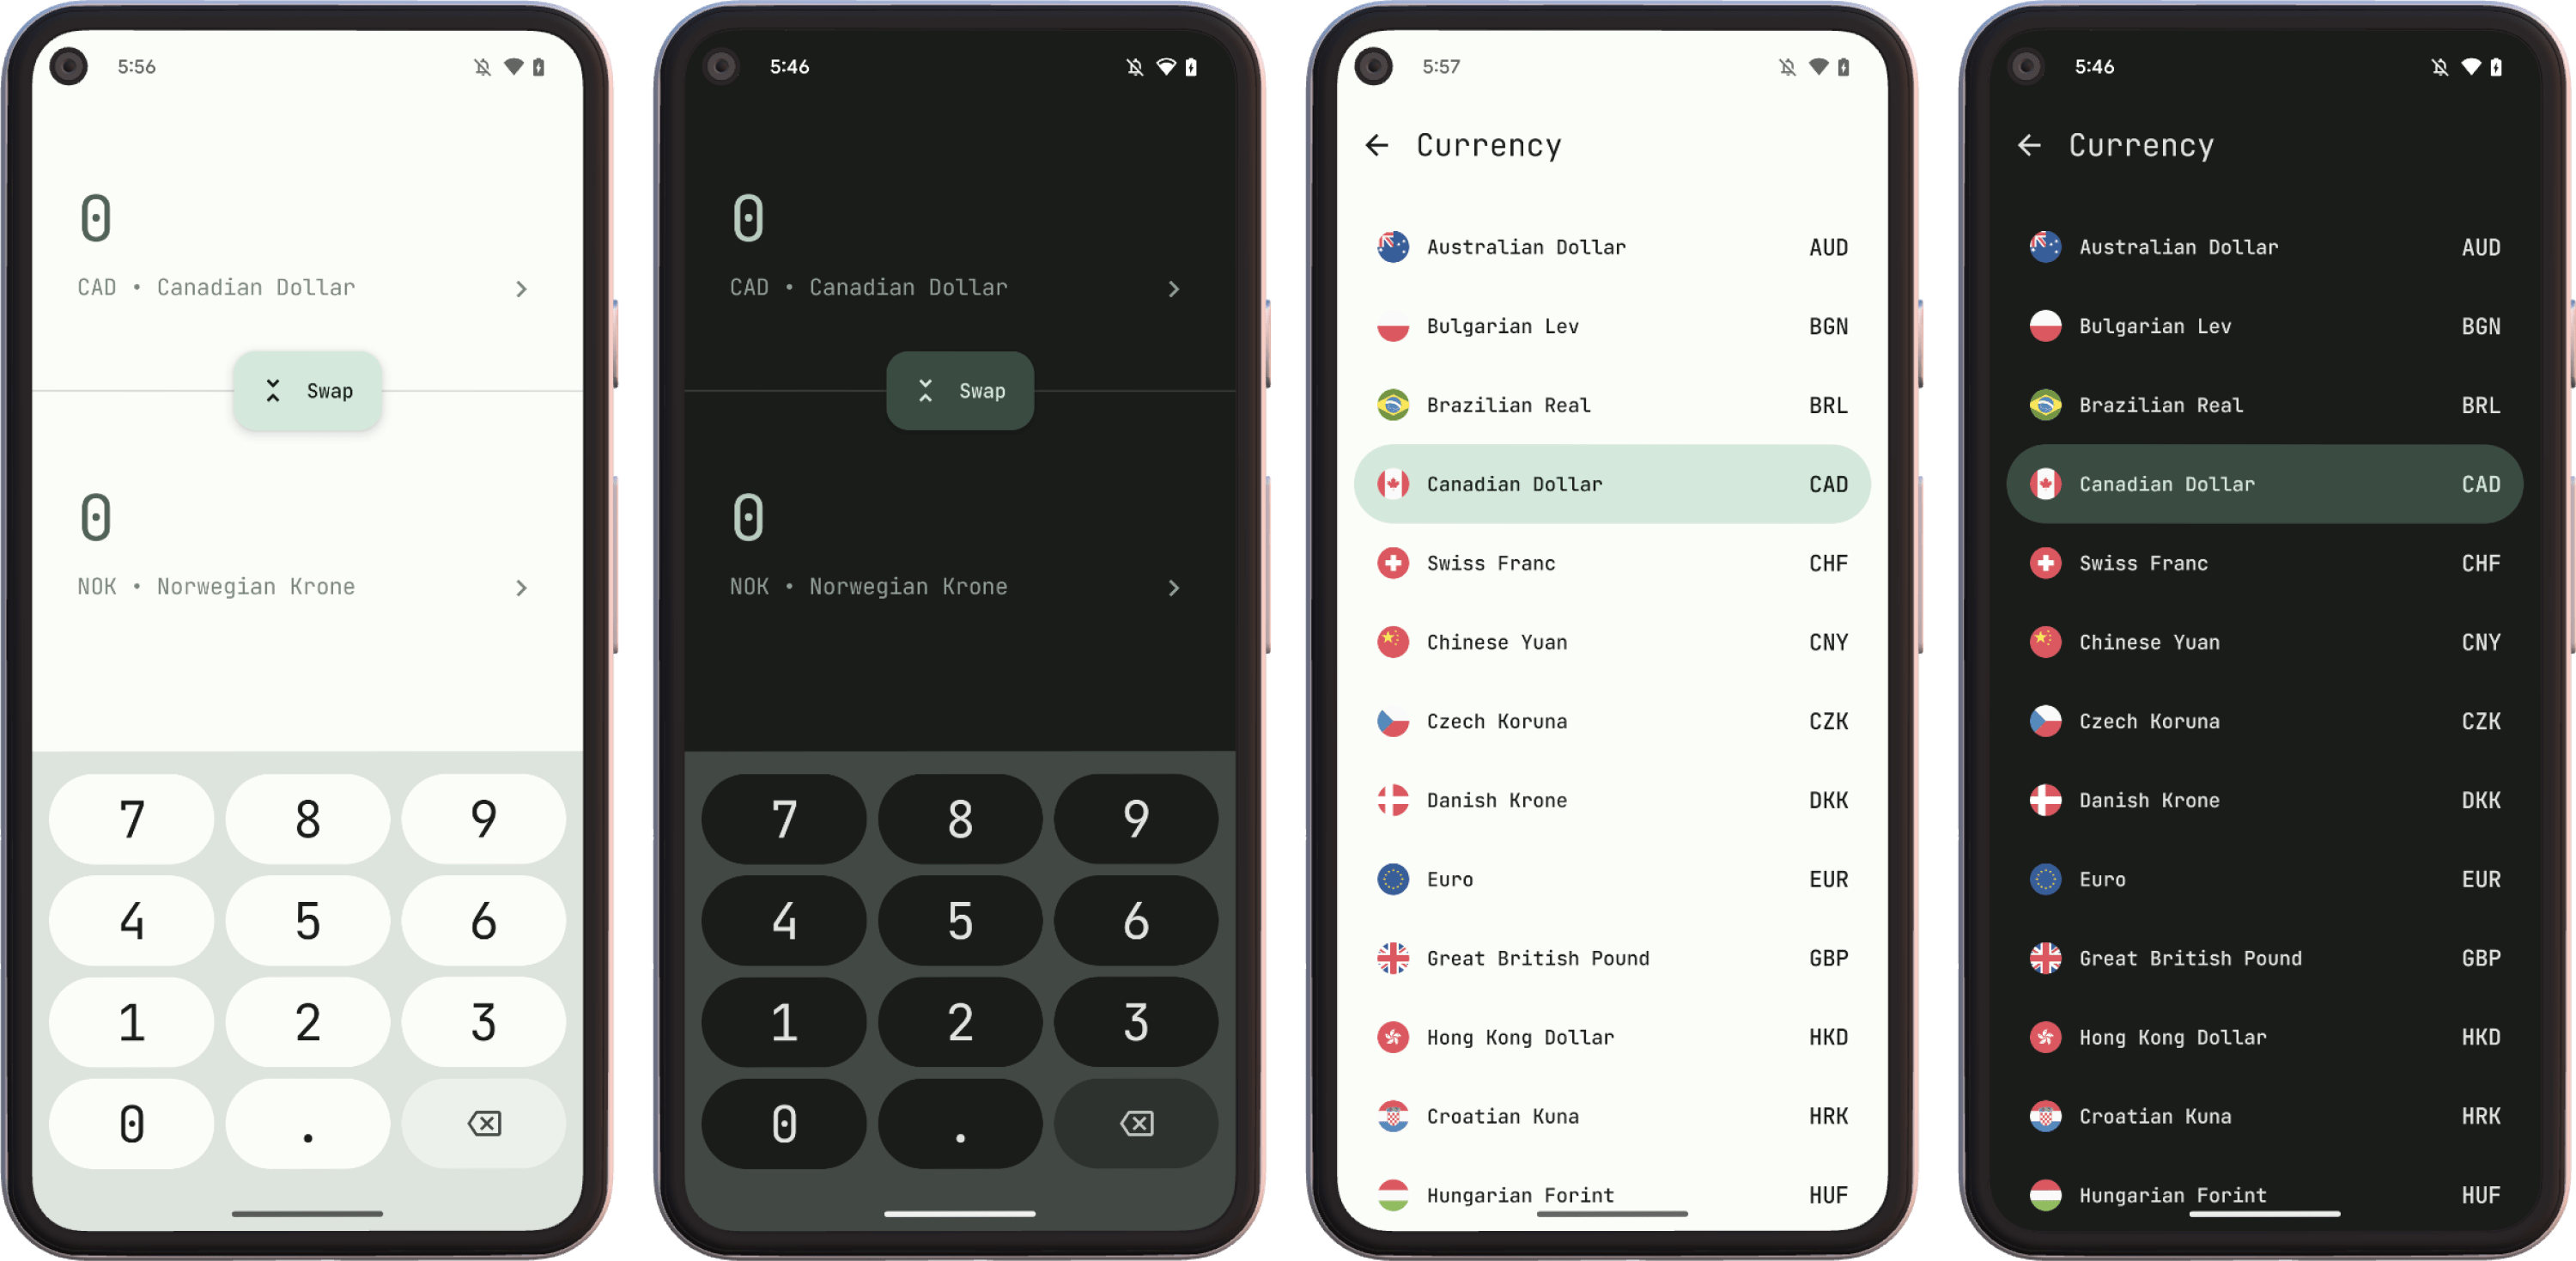 5:56
0
CAD • Canadian Dollar
Swap
0
NOK • Norwegian Krone
7 8 9
4 5 6
1 2 3
0 .
5:46
0
CAD • Canadian Dollar
Swap
0
NOK • Norwegian Krone
7 8 9
4 5 6
1 2 3
0 .
5:57
Currency
Australian Dollar AUD
Bulgarian Lev BGN
Brazilian Real BRL
Canadian Dollar CAD
Swiss Franc CHF
Chinese Yuan CNY
Czech Koruna CZK
Danish Krone DKK
Euro EUR
Great British Pound GBP
Hong Kong Dollar HKD
Croatian Kuna HRK
Hungarian Forint HUF
5:46
Currency
Australian Dollar AUD
Bulgarian Lev BGN
Brazilian Real BRL
Canadian Dollar CAD
Swiss Franc CHF
Chinese Yuan CNY
Czech Koruna CZK
Danish Krone DKK
Euro EUR
Great British Pound GBP
Hong Kong Dollar HKD
Croatian Kuna HRK
Hungarian Forint HUF